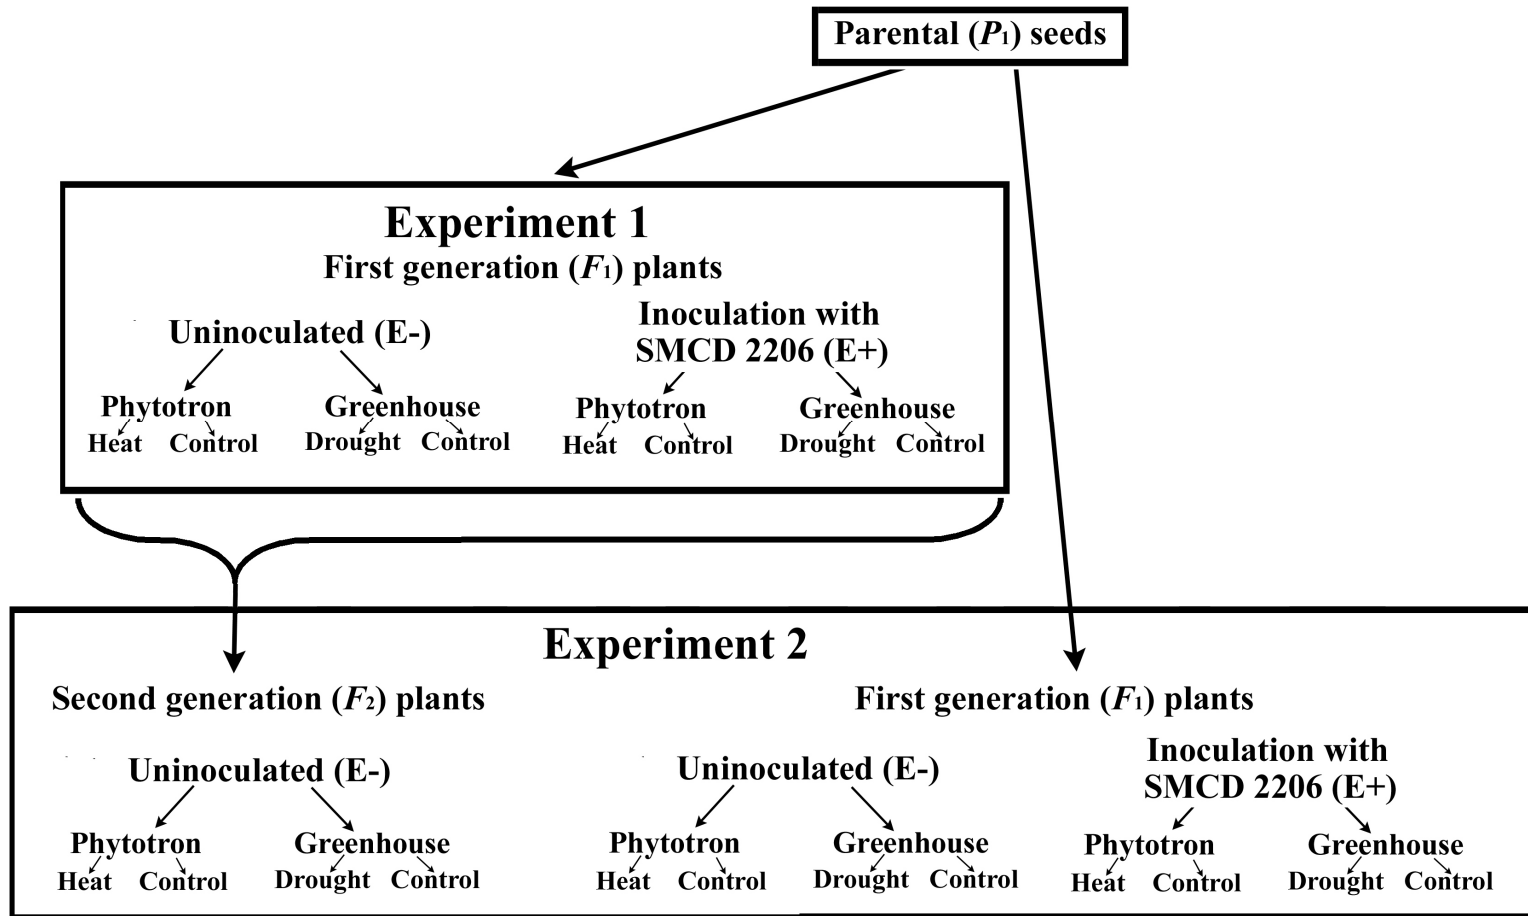 Parental (P1) seeds
Experiment 1
First generation (F1) plants
Uninoculated (E-)
Inoculation with
SMCD 2206 (E+)
Phytotron Greenhouse Phytotron Greenhouse
Heat Control Drought Control Heat Control Drought Control
Experiment 2
Second generation (F2) plants First generation (F1) plants
Uninoculated (E-) Uninoculated (E-)
Inoculation with
SMCD 2206 (E+)
Phytotron Greenhouse Phytotron Greenhouse Phytotron Greenhouse
Heat Control Drought Control Heat Control Drought Control Heat Control Drought Control